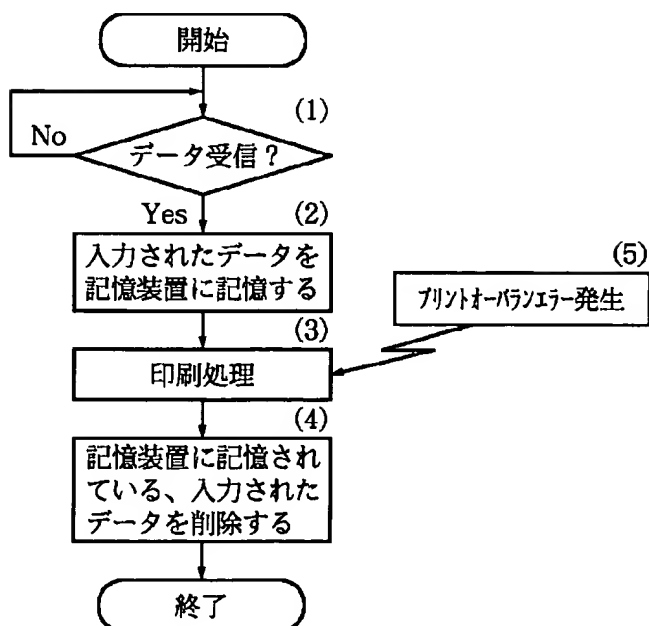 開始
(1)
No
データ受信？
Yes
(2)
入力されたデータを
記憶装置に記憶する
(5)
プリントオーバランエラー発生
(3)
印刷処理
(4)
記憶装置に記憶され
ている、入力された
データを削除する
終了